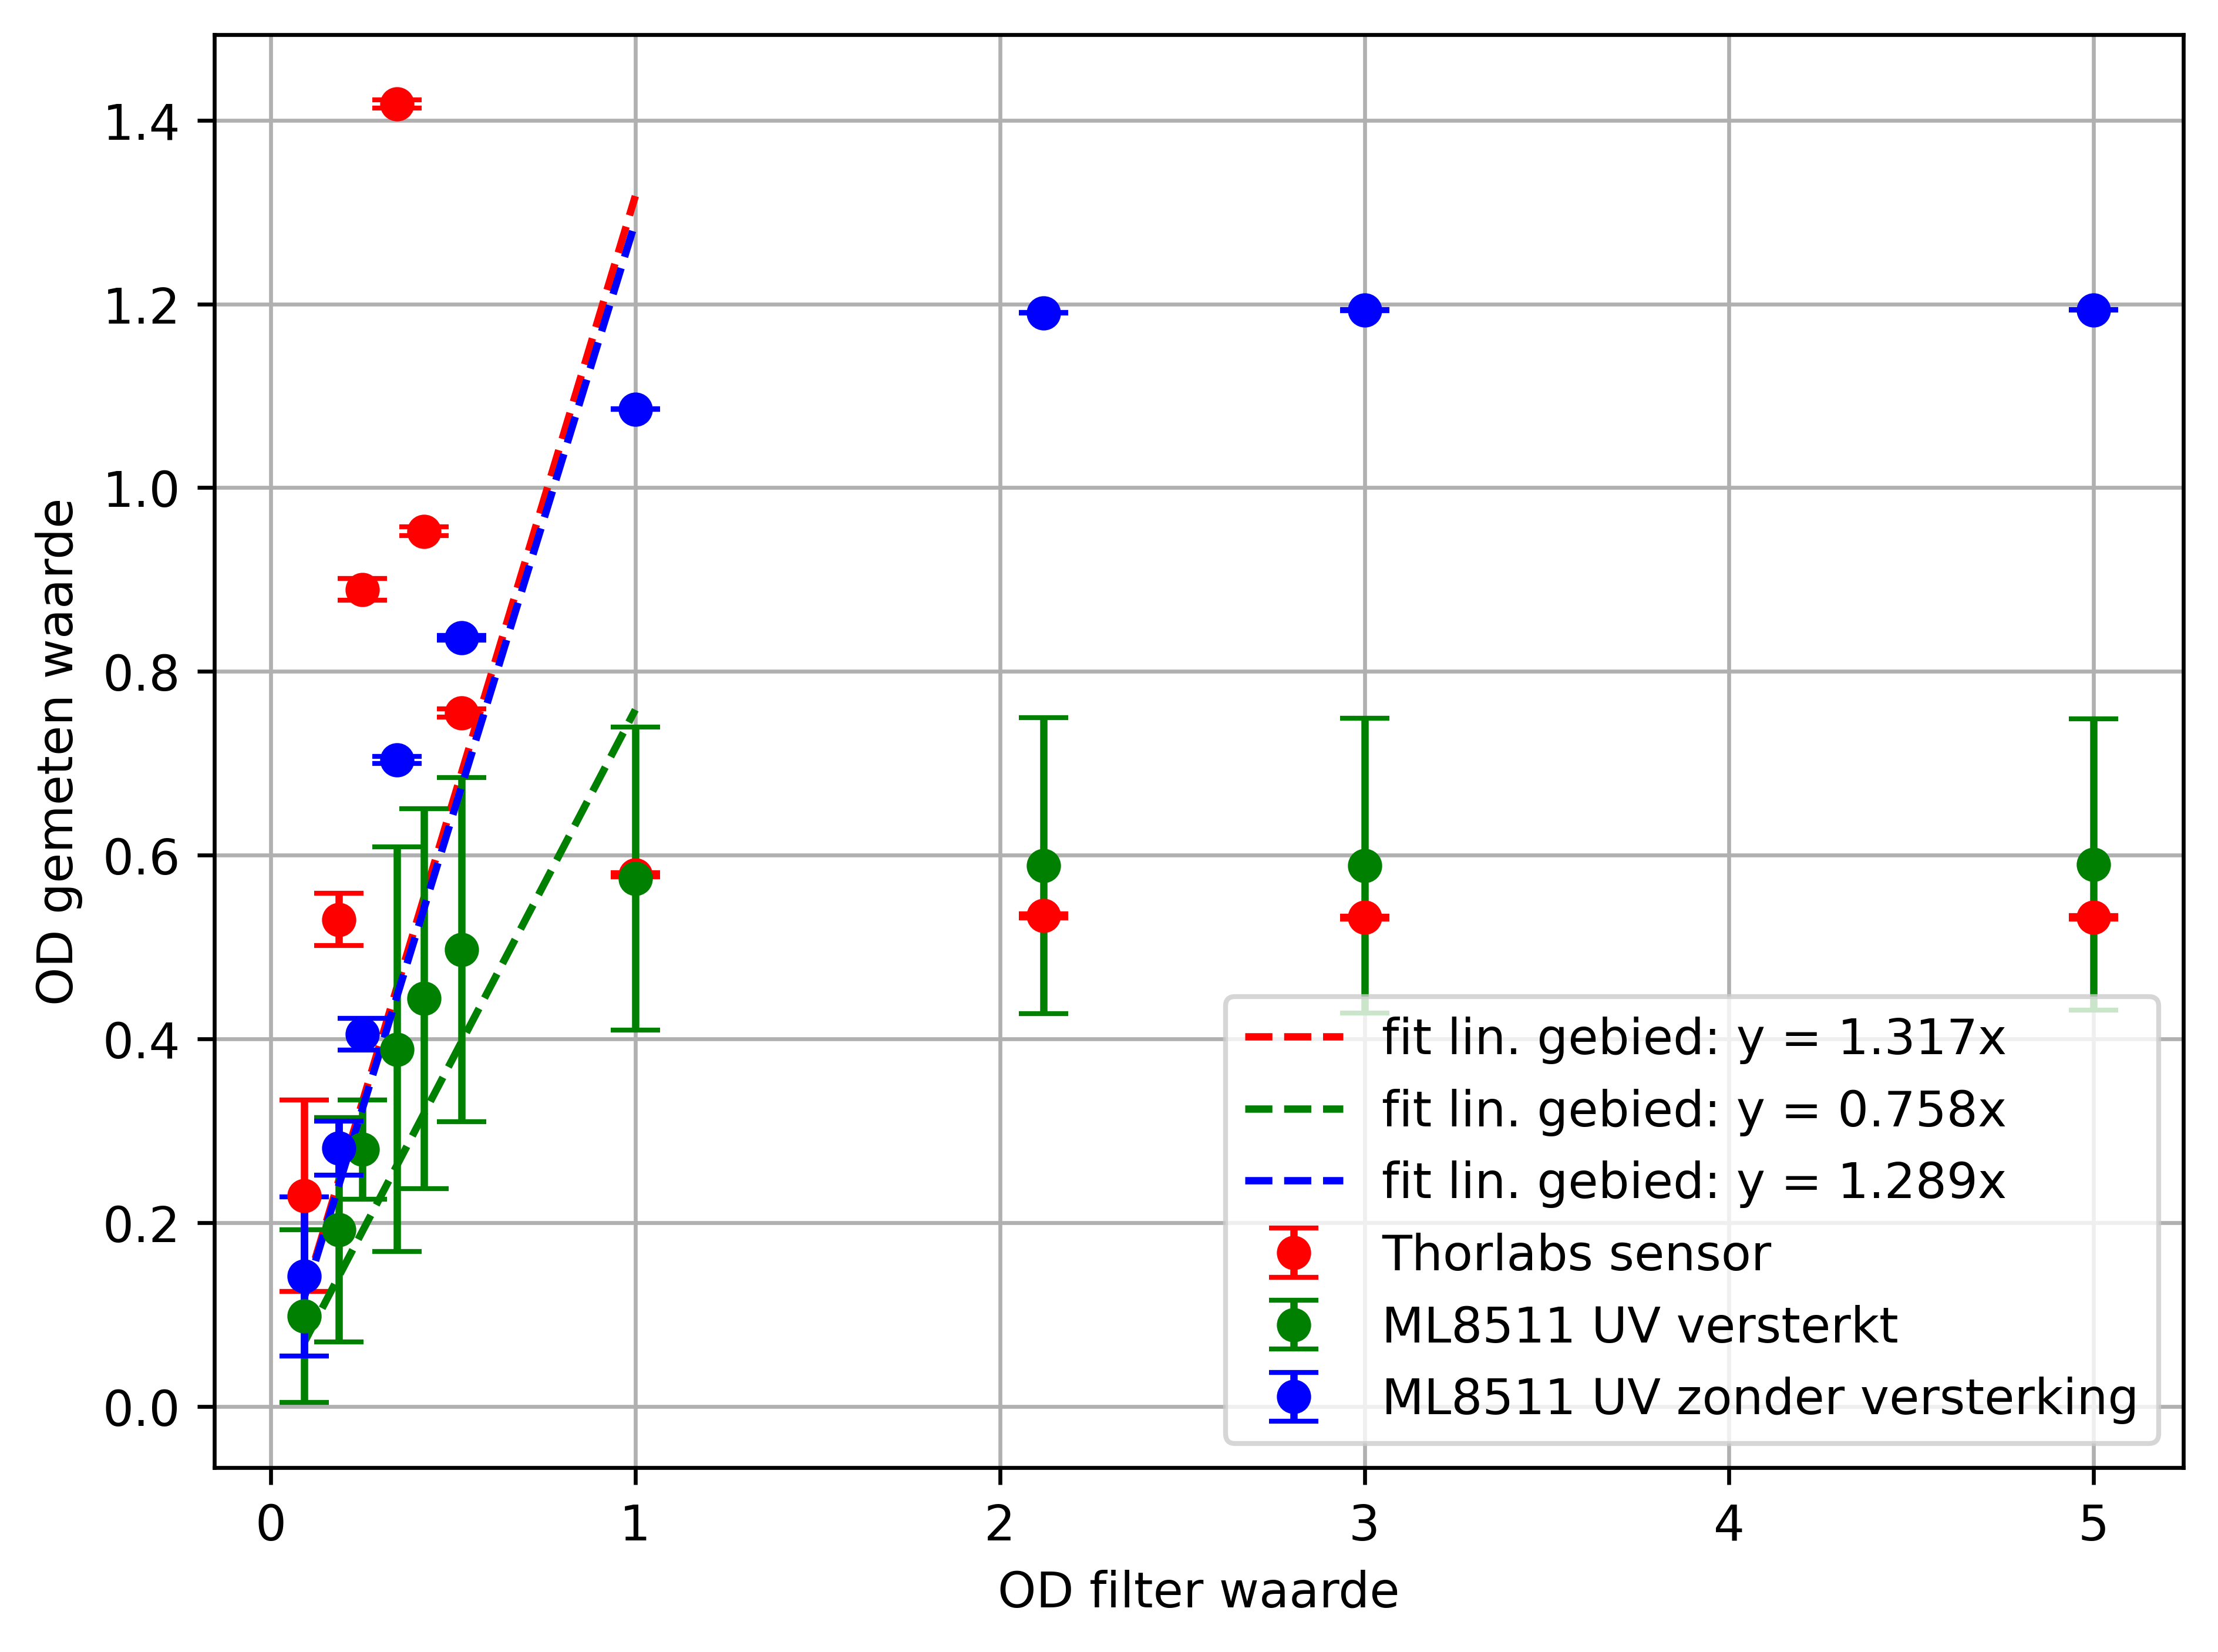 1.4
1.2
1.0
0.8
0.6
0.4
0.2
0.0
OD gemeten waarde
fit lin. gebied: y = 1.317x
fit lin. gebied: y = 0.758x
fit lin. gebied: y = 1.289x
Thorlabs sensor
ML8511 UV versterkt
ML8511 UV zonder versterking
0 1 2 3 4 5
OD filter waarde